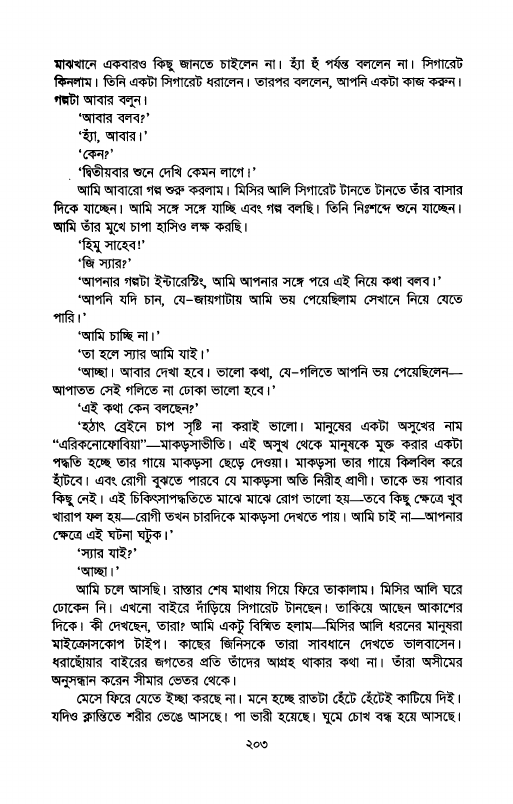 মাঝখানে একবারও কিছু জানতে চাইলেন না। হ্যাঁ হুঁ পর্যন্ত বললেন না। সিগারেট
কিনলাম। তিনি একটা সিগারেট ধরালেন। তারপর বললেন, আপনি একটা কাজ করুন।
গল্পটা আবার বলুন।
‘আবার বলব?’
‘হ্যাঁ, আবার।’
‘কেন?’
‘দ্বিতীয়বার শুনে দেখি কেমন লাগে।’
আমি আবারো গল্প শুরু করলাম। মিসির আলি সিগারেট টানতে টানতে তাঁর বাসার
দিকে যাচ্ছেন। আমি সঙ্গে সঙ্গে যাচ্ছি এবং গল্প বলছি। তিনি নিঃশব্দে শুনে যাচ্ছেন।
আমি তাঁর মুখে চাপা হাসিও লক্ষ করছি।
‘হিমু সাহেব!’
‘জি স্যার?’
‘আপনার গল্পটা ইন্টারেস্টিং, আমি আপনার সঙ্গে পরে এই নিয়ে কথা বলব।’
‘আপনি যদি চান, যে-জায়গাটায় আমি ভয় পেয়েছিলাম সেখানে নিয়ে যেতে
পারি।’
‘আমি চাচ্ছি না।’
‘তা হলে স্যার আমি যাই।’
‘আচ্ছা। আবার দেখা হবে। ভালো কথা, যে-গলিতে আপনি ভয় পেয়েছিলেন—
আপাতত সেই গলিতে না ঢোকা ভালো হবে।’
‘এই কথা কেন বলছেন?’
‘হঠাৎ ব্রেইনে চাপ সৃষ্টি না করাই ভালো। মানুষের একটা অসুখের নাম
“এরিকনোফোবিয়া”—মাকড়সাভীতি। এই অসুখ থেকে মানুষকে মুক্ত করার একটা
পদ্ধতি হচ্ছে তার গায়ে মাকড়সা ছেড়ে দেওয়া। মাকড়সা তার গায়ে কিলবিল করে
হাঁটবে। এবং রোগী বুঝতে পারবে যে মাকড়সা অতি নিরীহ প্রাণী। তাকে ভয় পাবার
কিছু নেই। এই চিকিৎসাপদ্ধতিতে মাঝে মাঝে রোগ ভালো হয়—তবে কিছু ক্ষেত্রে খুব
খারাপ ফল হয়—রোগী তখন চারদিকে মাকড়সা দেখতে পায়। আমি চাই না—আপনার
ক্ষেত্রে এই ঘটনা ঘটুক।’
‘স্যার যাই?’
‘আচ্ছা।’
আমি চলে আসছি। রাস্তার শেষ মাথায় গিয়ে ফিরে তাকালাম। মিসির আলি ঘরে
ঢোকেন নি। এখনো বাইরে দাঁড়িয়ে সিগারেট টানছেন। তাকিয়ে আছেন আকাশের
দিকে। কী দেখছেন, তারা? আমি একটু বিস্মিত হলাম—মিসির আলি ধরনের মানুষরা
মাইক্রোসকোপ টাইপ। কাছের জিনিসকে তারা সাবধানে দেখতে ভালবাসেন।
ধরাছোঁয়ার বাইরের জগতের প্রতি তাঁদের আগ্রহ থাকার কথা না। তাঁরা অসীমের
অনুসন্ধান করেন সীমার ভেতর থেকে।
মেসে ফিরে যেতে ইচ্ছা করছে না। মনে হচ্ছে রাতটা হেঁটে হেঁটেই কাটিয়ে দিই।
যদিও ক্লান্তিতে শরীর ভেঙে আসছে। পা ভারী হয়েছে। ঘুমে চোখ বন্ধ হয়ে আসছে।
২০৩